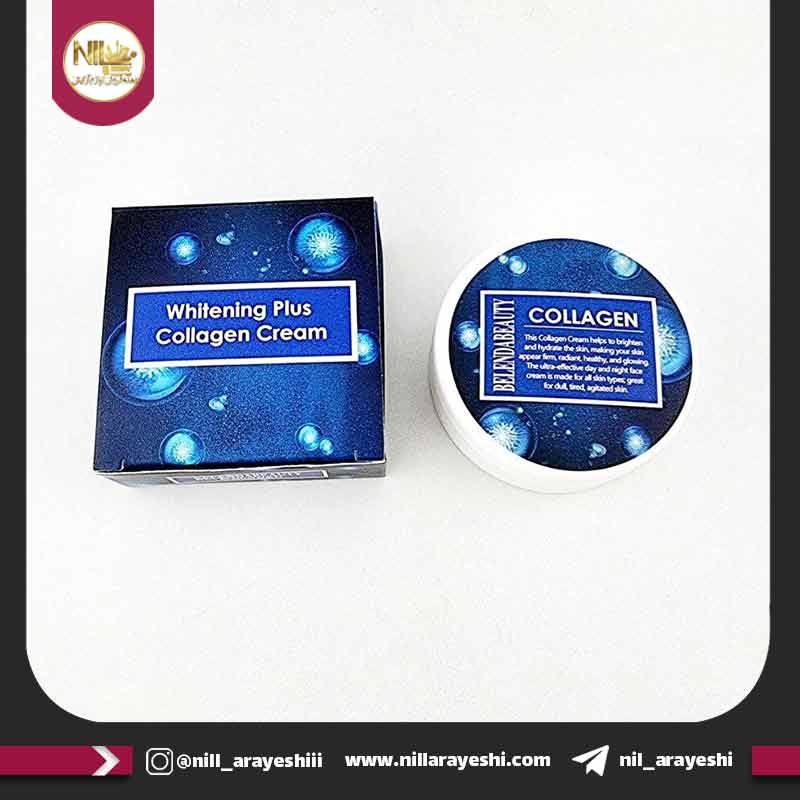 NIL
Whitening Plus
Collagen Cream
BELENDABEAUTY
COLLAGEN
This Collagen Cream helps to brighten
and hydrate the skin, making your skin
appear firm, radiant, healthy, and glowing.
The ultra-effective day and night face
cream is made for all skin types; great
for dull, tired, agitated skin.
@nill_arayeshiii
www.nillarayeshi.com
nil_arayeshi